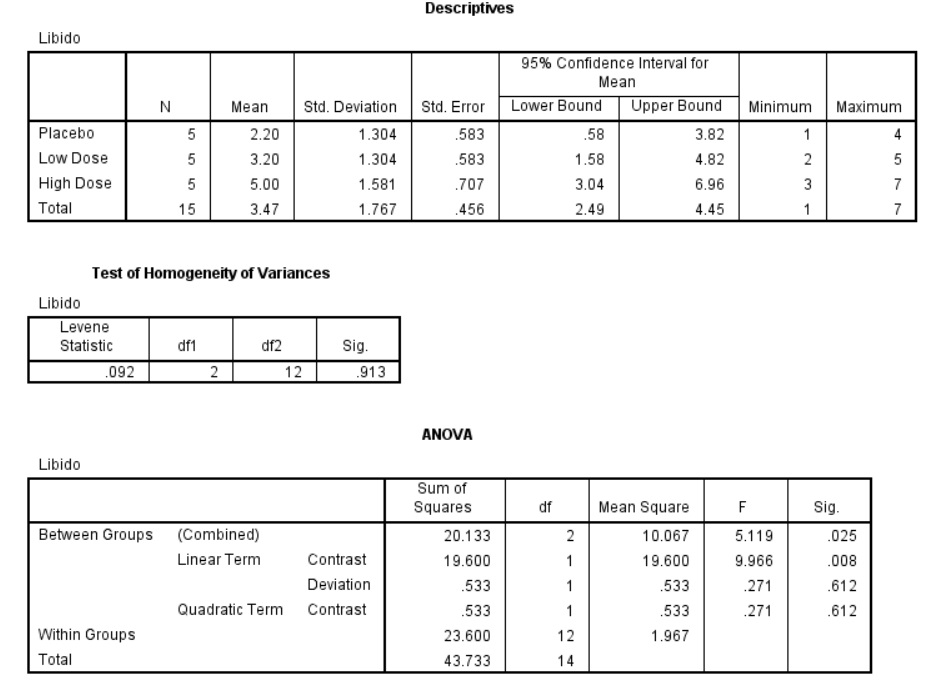 Descriptives
Libido
95% Confidence Interval for
Mean
N Mean Std. Deviation Std. Error Lower Bound Upper Bound Minimum Maximum
Placebo 5 2.20 1.304 .583 .58 3.82 1 4
Low Dose 5 3.20 1.304 .583 1.58 4.82 2 5
High Dose 5 5.00 1.581 .707 3.04 6.96 3 7
Total 15 3.47 1.767 .456 2.49 4.45 1 7
Test of Homogeneity of Variances
Libido
Levene
Statistic df1 df2 Sig.
.092 2 12 .913
ANOVA
Libido
Sum of
Squares df Mean Square F Sig.
Between Groups (Combined) 20.133 2 10.067 5.119 .025
Linear Term Contrast 19.600 1 19.600 9.966 .008
Deviation .533 1 .533 .271 .612
Quadratic Term Contrast .533 1 .533 .271 .612
Within Groups 23.600 12 1.967
Total 43.733 14